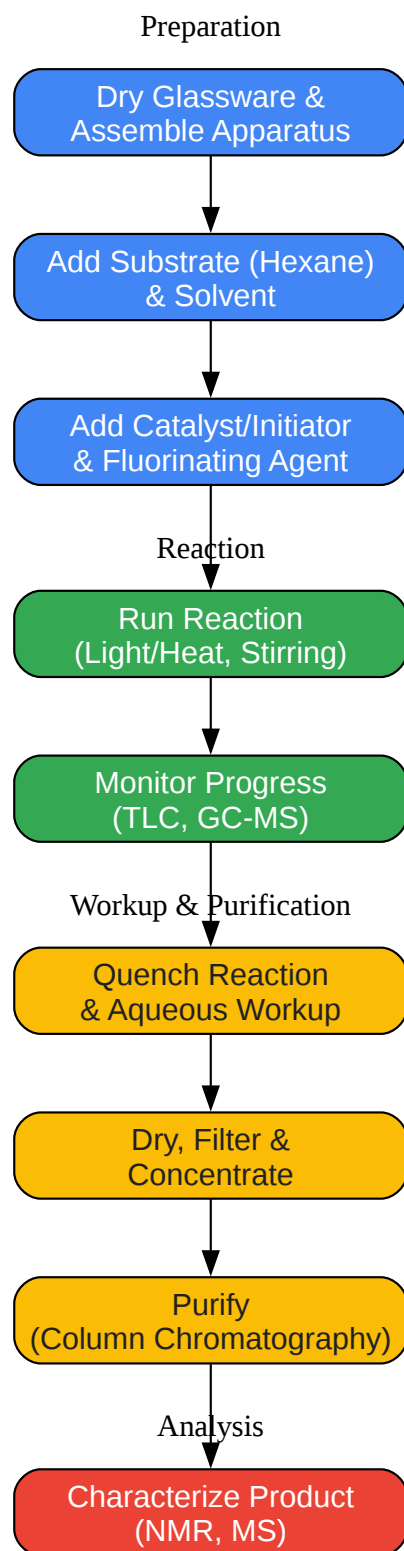 Preparation
Dry Glassware &
Assemble Apparatus
Add Substrate (Hexane)
& Solvent
Add Catalyst/Initiator
& Fluorinating Agent
Reaction
Run Reaction
(Light/Heat, Stirring)
Monitor Progress
(TLC, GC-MS)
Workup & Purification
Quench Reaction
& Aqueous Workup
Dry, Filter &
Concentrate
Purify
(Column Chromatography)
Analysis
Characterize Product
(NMR, MS)